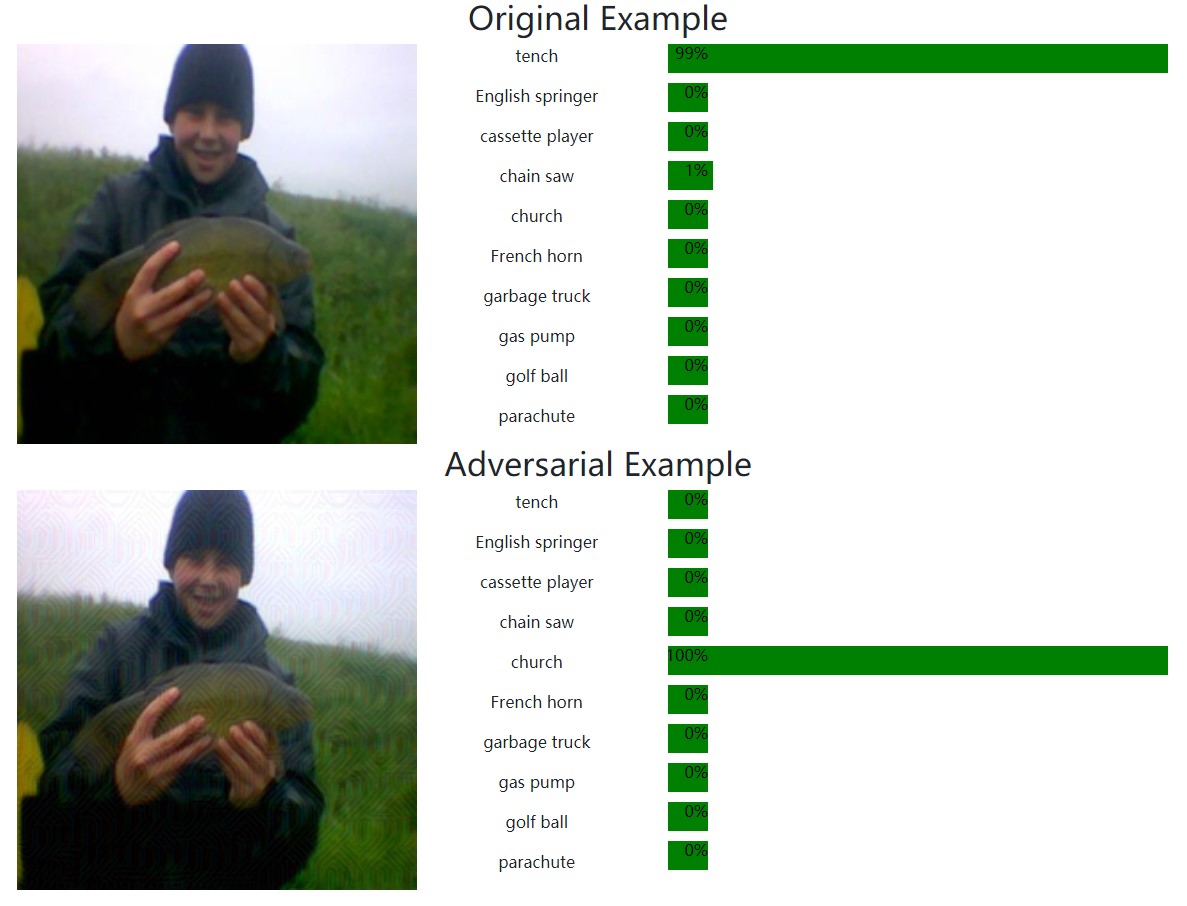 Original Example
tench 99%
English springer 0%
cassette player 0%
chain saw 1%
church 0%
French horn 0%
garbage truck 0%
gas pump 0%
golf ball 0%
parachute 0%
Adversarial Example
tench 0%
English springer 0%
cassette player 0%
chain saw 0%
church 100%
French horn 0%
garbage truck 0%
gas pump 0%
golf ball 0%
parachute 0%